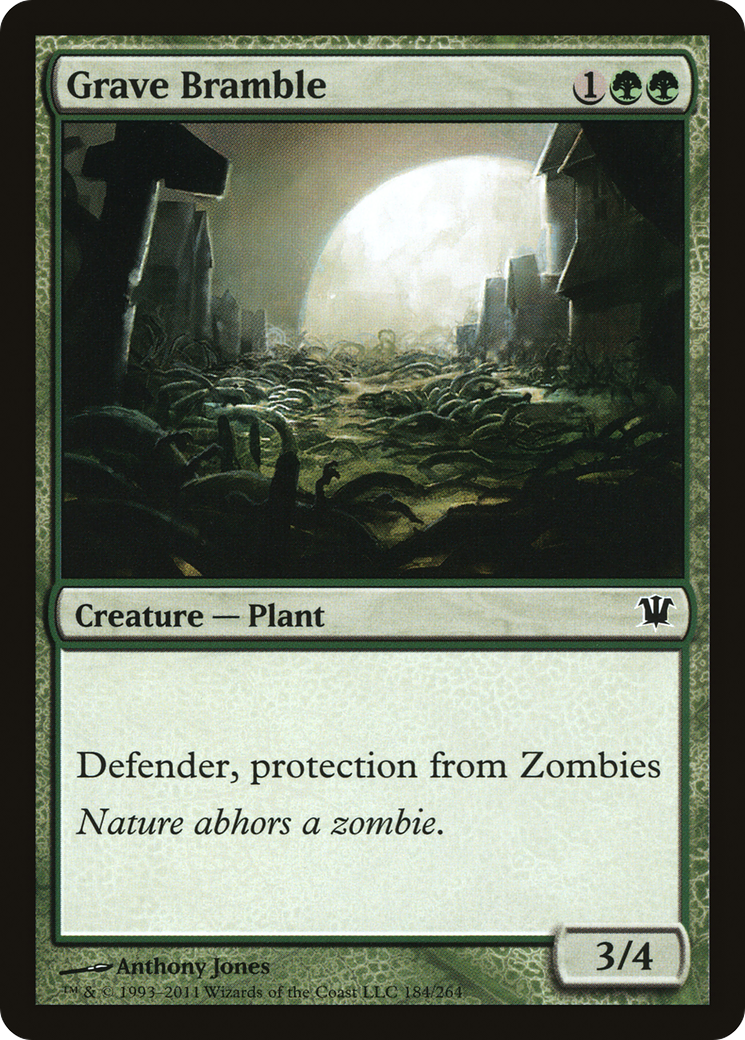 Grave Bramble 1
Creature — Plant
Defender, protection from Zombies
Nature abhors a zombie.
3/4
Anthony Jones
™ & © 1993–2011 Wizards of the Coast LLC 184/264